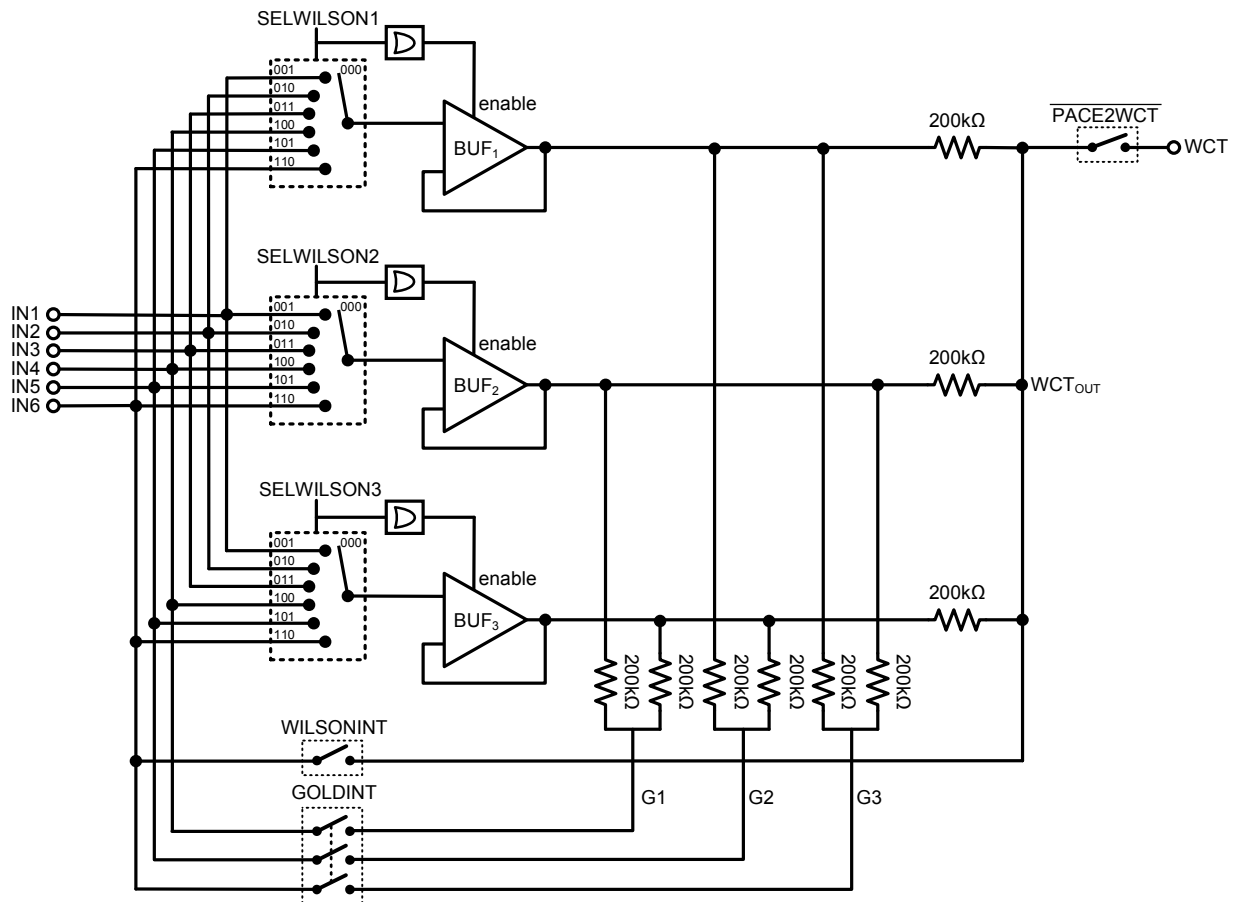 SELWILSON1
001
000
010
011
100
101
110
enable
BUF1
200kΩ
PACE2WCT
WCT
SELWILSON2
001
000
010
011
100
101
110
enable
BUF2
200kΩ
WCTOUT
IN1
IN2
IN3
IN4
IN5
IN6
SELWILSON3
001
000
010
011
100
101
110
enable
BUF3
200kΩ
200kΩ
200kΩ
200kΩ
200kΩ
200kΩ
200kΩ
WILSONINT
GOLDINT
G1
G2
G3